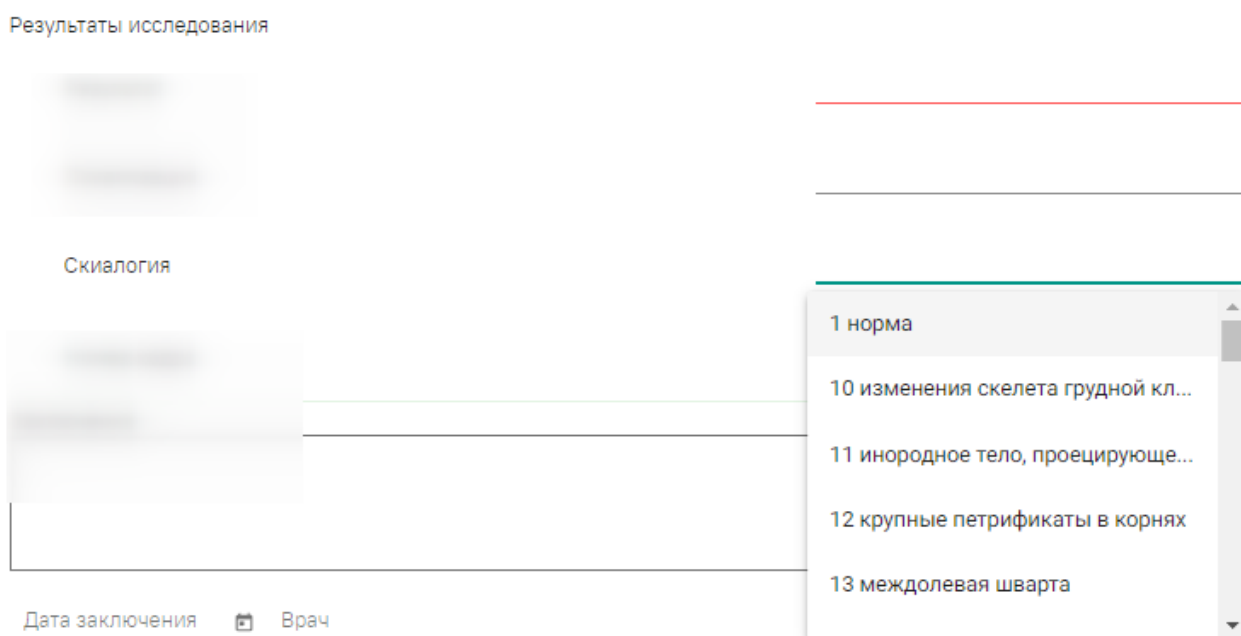 Результаты исследования
Скиалогия
1 норма
10 изменения скелета грудной кл...
11 инородное тело, проецирующе...
12 крупные петрификаты в корнях
13 междолевая шварта
Дата заключения Врач